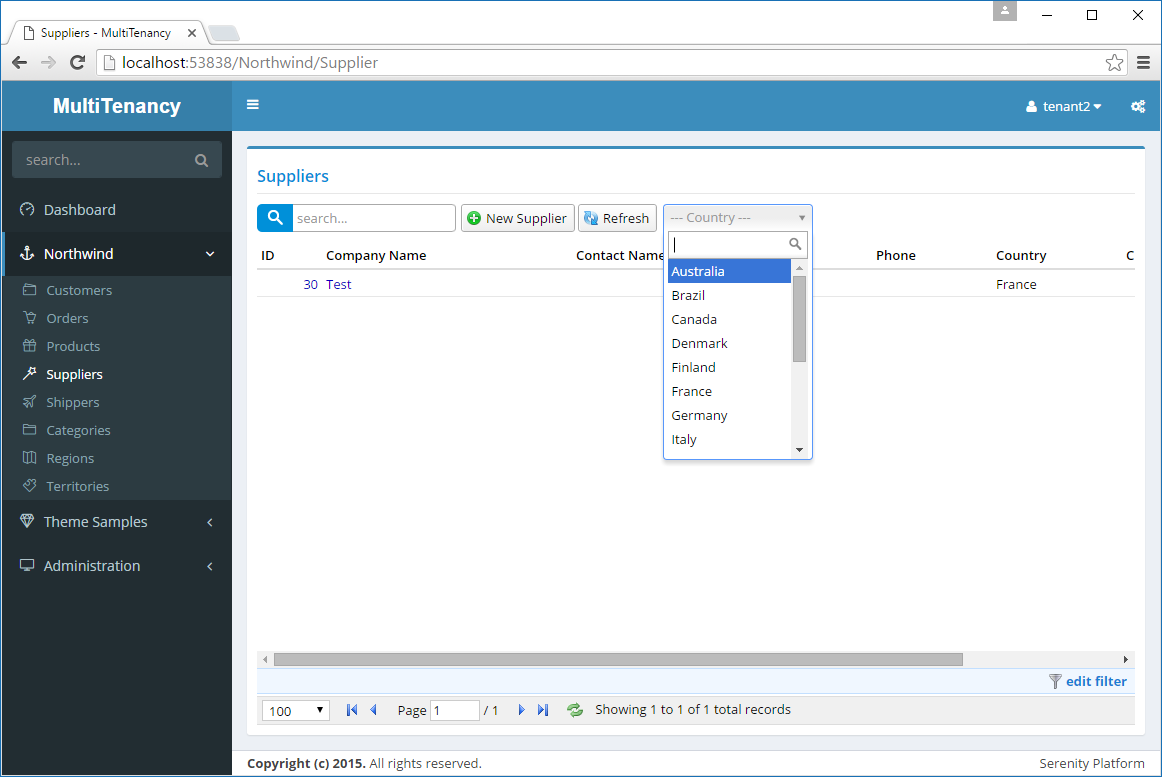 Suppliers - MultiTenancy
localhost:53838/Northwind/Supplier
MultiTenancy
tenant2
search...
Dashboard
Northwind
Customers
Orders
Products
Suppliers
Shippers
Categories
Regions
Territories
Theme Samples
Administration
Suppliers
search... New Supplier Refresh --- Country ---
ID Company Name Contact Name Phone Country C
30 Test France
Australia
Brazil
Canada
Denmark
Finland
France
Germany
Italy
edit filter
100 Page 1 / 1 Showing 1 to 1 of 1 total records
Copyright (c) 2015. All rights reserved. Serenity Platform